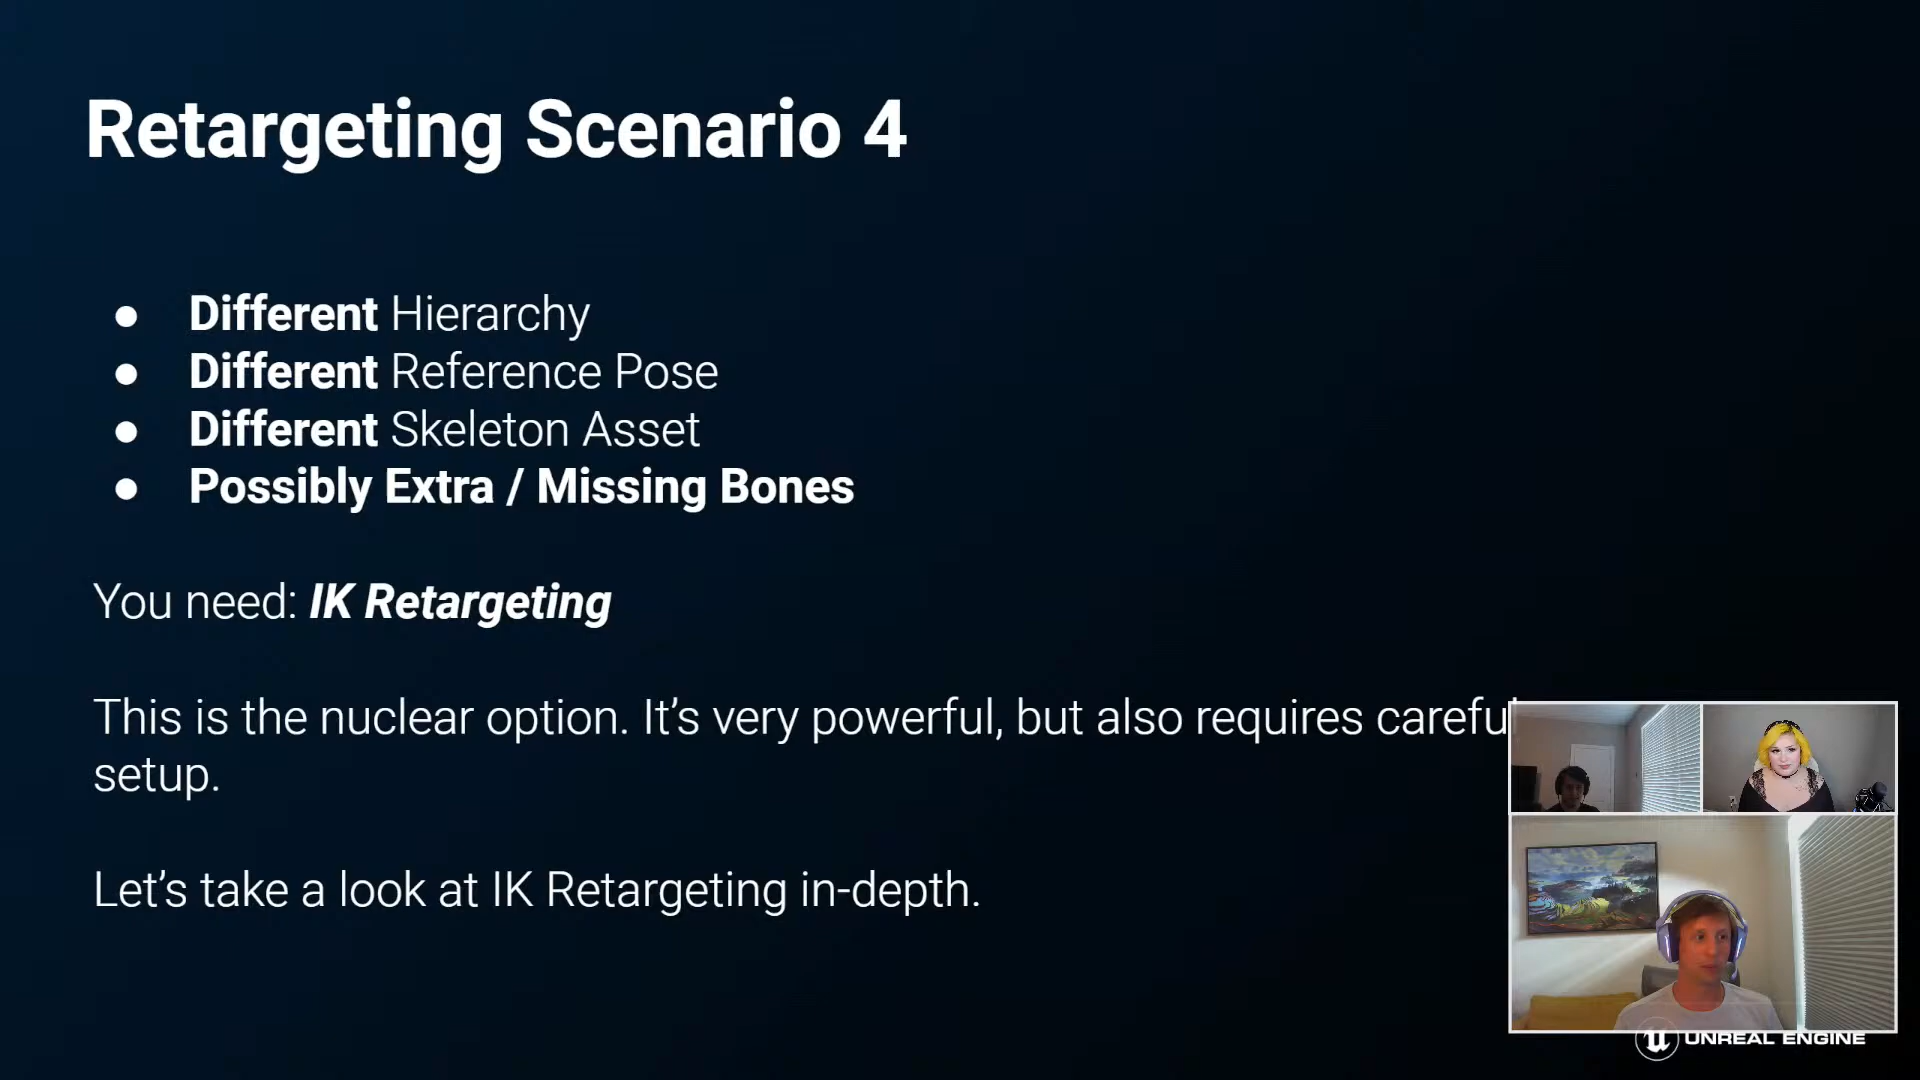 Retargeting Scenario 4
● Different Hierarchy
● Different Reference Pose
● Different Skeleton Asset
● Possibly Extra / Missing Bones
You need: IK Retargeting
This is the nuclear option. It’s very powerful, but also requires careful
setup.
Let’s take a look at IK Retargeting in-depth.
UNREAL ENGINE